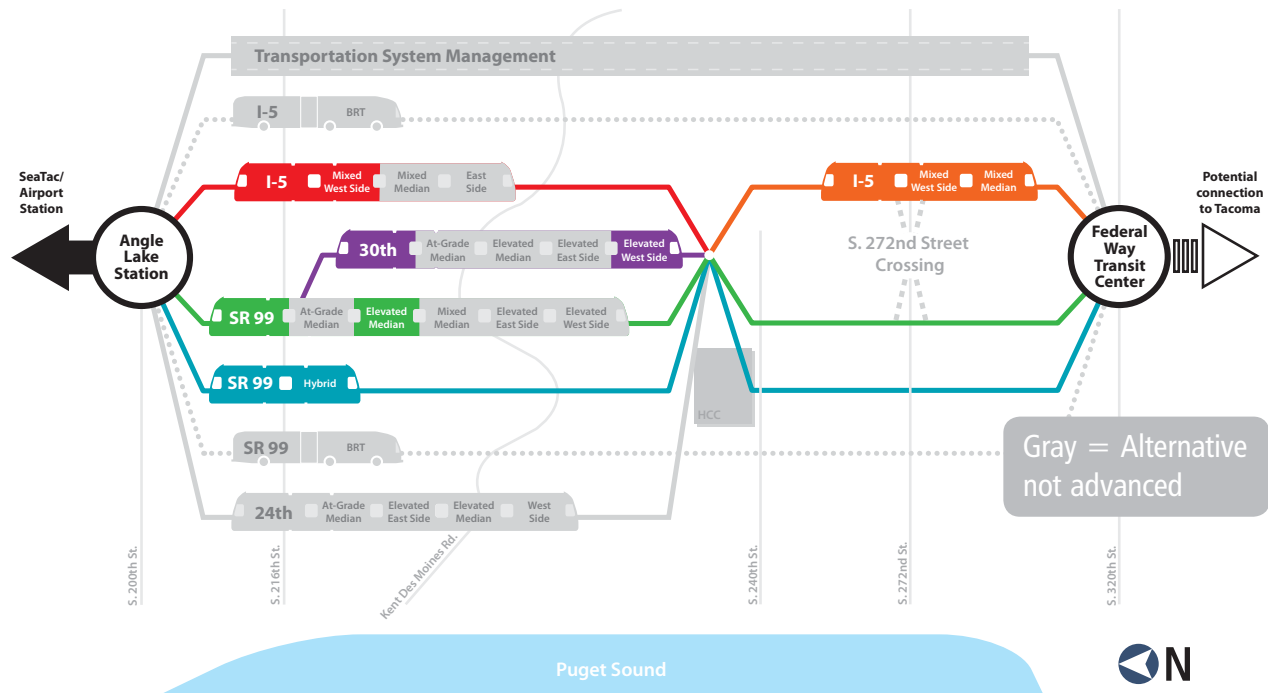 Transportation System Management
I-5
BRT
SeaTac/
Airport
Station
I-5
Mixed
West Side
Mixed
Median
East
Side
I-5
Mixed
West Side
Mixed
Median
Potential
connection
to Tacoma
Angle
Lake
Station
30th
At-Grade
Median
Elevated
Median
Elevated
East Side
Elevated
West Side
S. 272nd Street
Crossing
Federal
Way
Transit
Center
SR 99
At-Grade
Median
Elevated
Median
Mixed
Median
Elevated
East Side
Elevated
West Side
SR 99
Hybrid
HCC
SR 99
BRT
Gray = Alternative
not advanced
24th
At-Grade
Median
Elevated
East Side
Elevated
Median
West
Side
S. 200th St.
S. 216th St.
Kent Des Moines Rd.
S. 240th St.
S. 272nd St.
S. 320th St.
Puget Sound
N